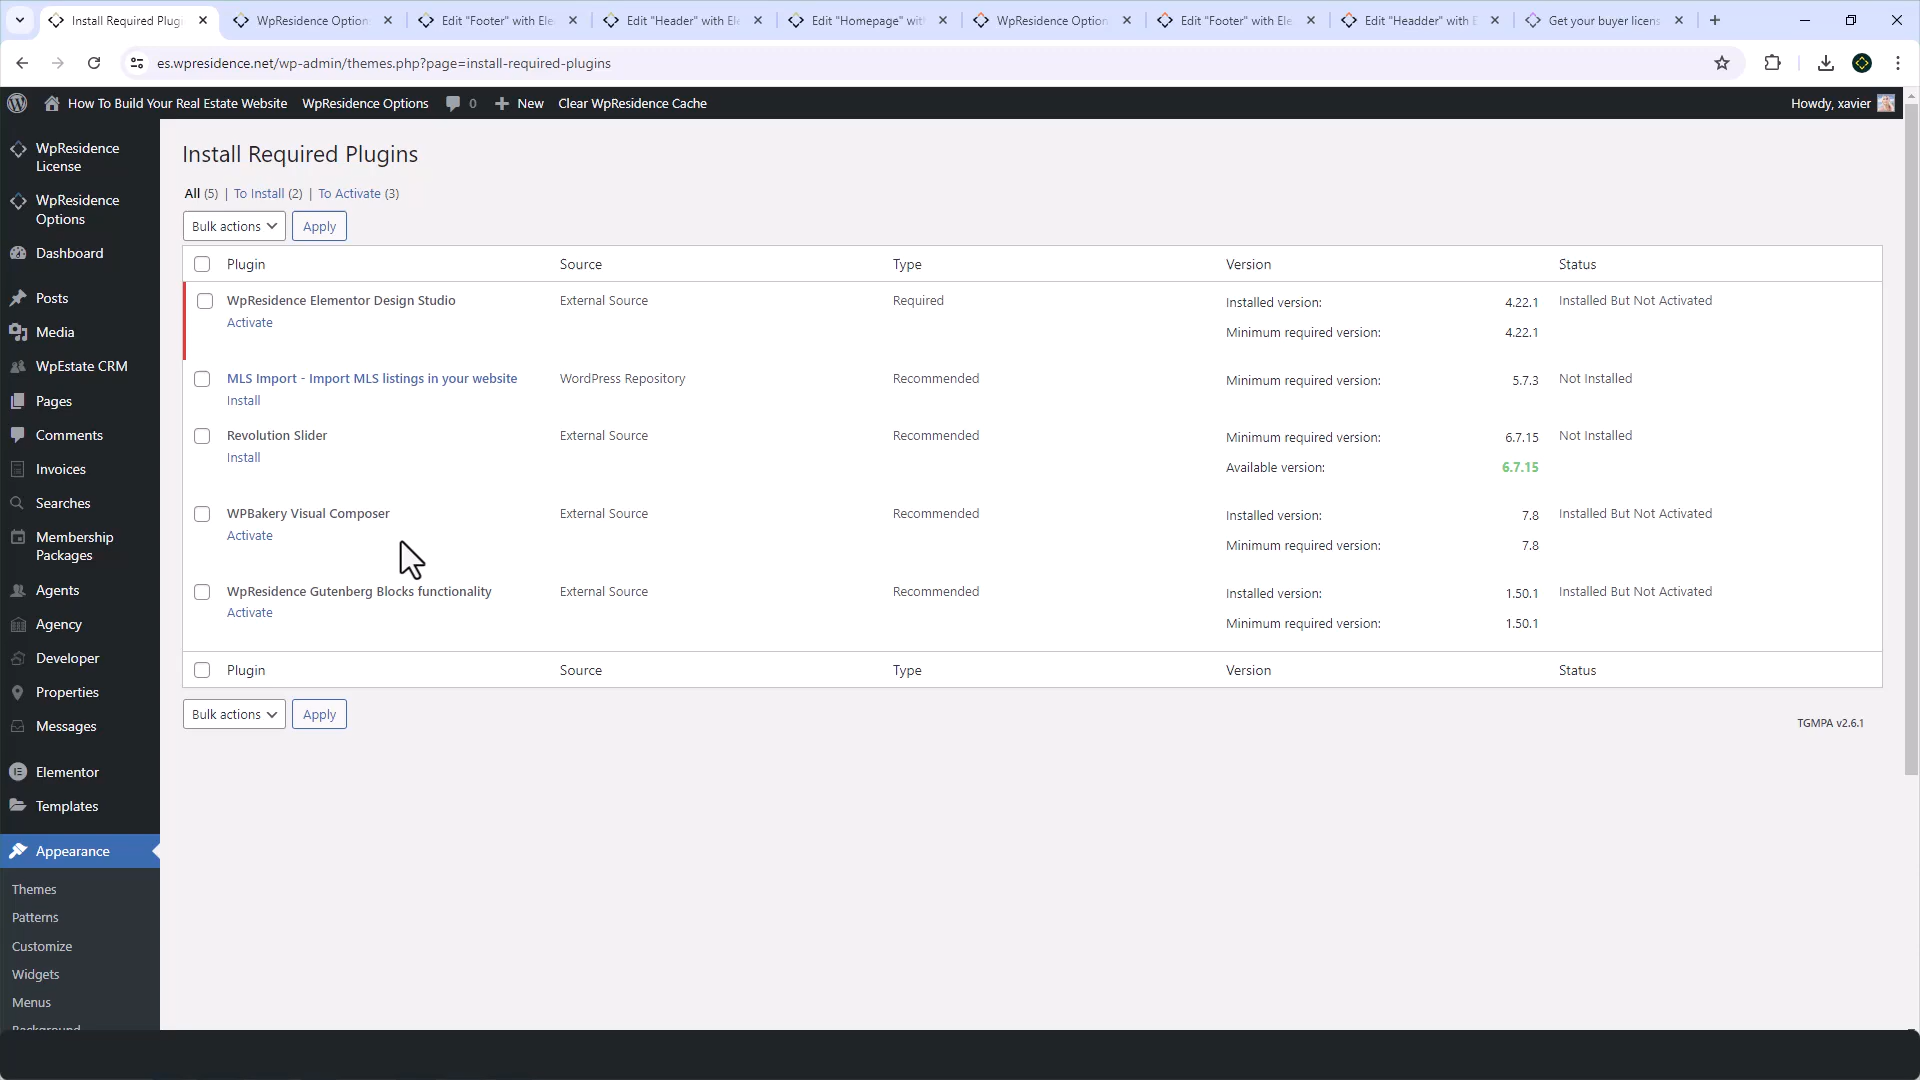 Install Required Plugi
WpResidence Option
Edit "Footer" with Ele
Edit "Header" with Ele
Edit "Homepage" wit
WpResidence Option
Edit "Footer" with Ele
Edit "Headder" with E
Get your buyer licens
es.wpresidence.net/wp-admin/themes.php?page=install-required-plugins
How To Build Your Real Estate Website
WpResidence Options
0
New
Clear WpResidence Cache
Howdy, xavier
WpResidence
License
WpResidence
Options
Dashboard
Posts
Media
WpEstate CRM
Pages
Comments
Invoices
Searches
Membership
Packages
Agents
Agency
Developer
Properties
Messages
Elementor
Templates
Appearance
Themes
Patterns
Customize
Widgets
Menus
Background
Install Required Plugins
All (5) | To Install (2) | To Activate (3)
Bulk actions
Apply
Plugin Source Type Version Status
WpResidence Elementor Design Studio External Source Required Installed version: 4.22.1 Installed But Not Activated
Activate
Minimum required version: 4.22.1
MLS Import - Import MLS listings in your website WordPress Repository Recommended Minimum required version: 5.7.3 Not Installed
Install
Revolution Slider External Source Recommended Minimum required version: 6.7.15 Not Installed
Install
Available version: 6.7.15
WPBakery Visual Composer External Source Recommended Installed version: 7.8 Installed But Not Activated
Activate
Minimum required version: 7.8
WpResidence Gutenberg Blocks functionality External Source Recommended Installed version: 1.50.1 Installed But Not Activated
Activate
Minimum required version: 1.50.1
Plugin Source Type Version Status
Bulk actions
Apply
TGMPA v2.6.1